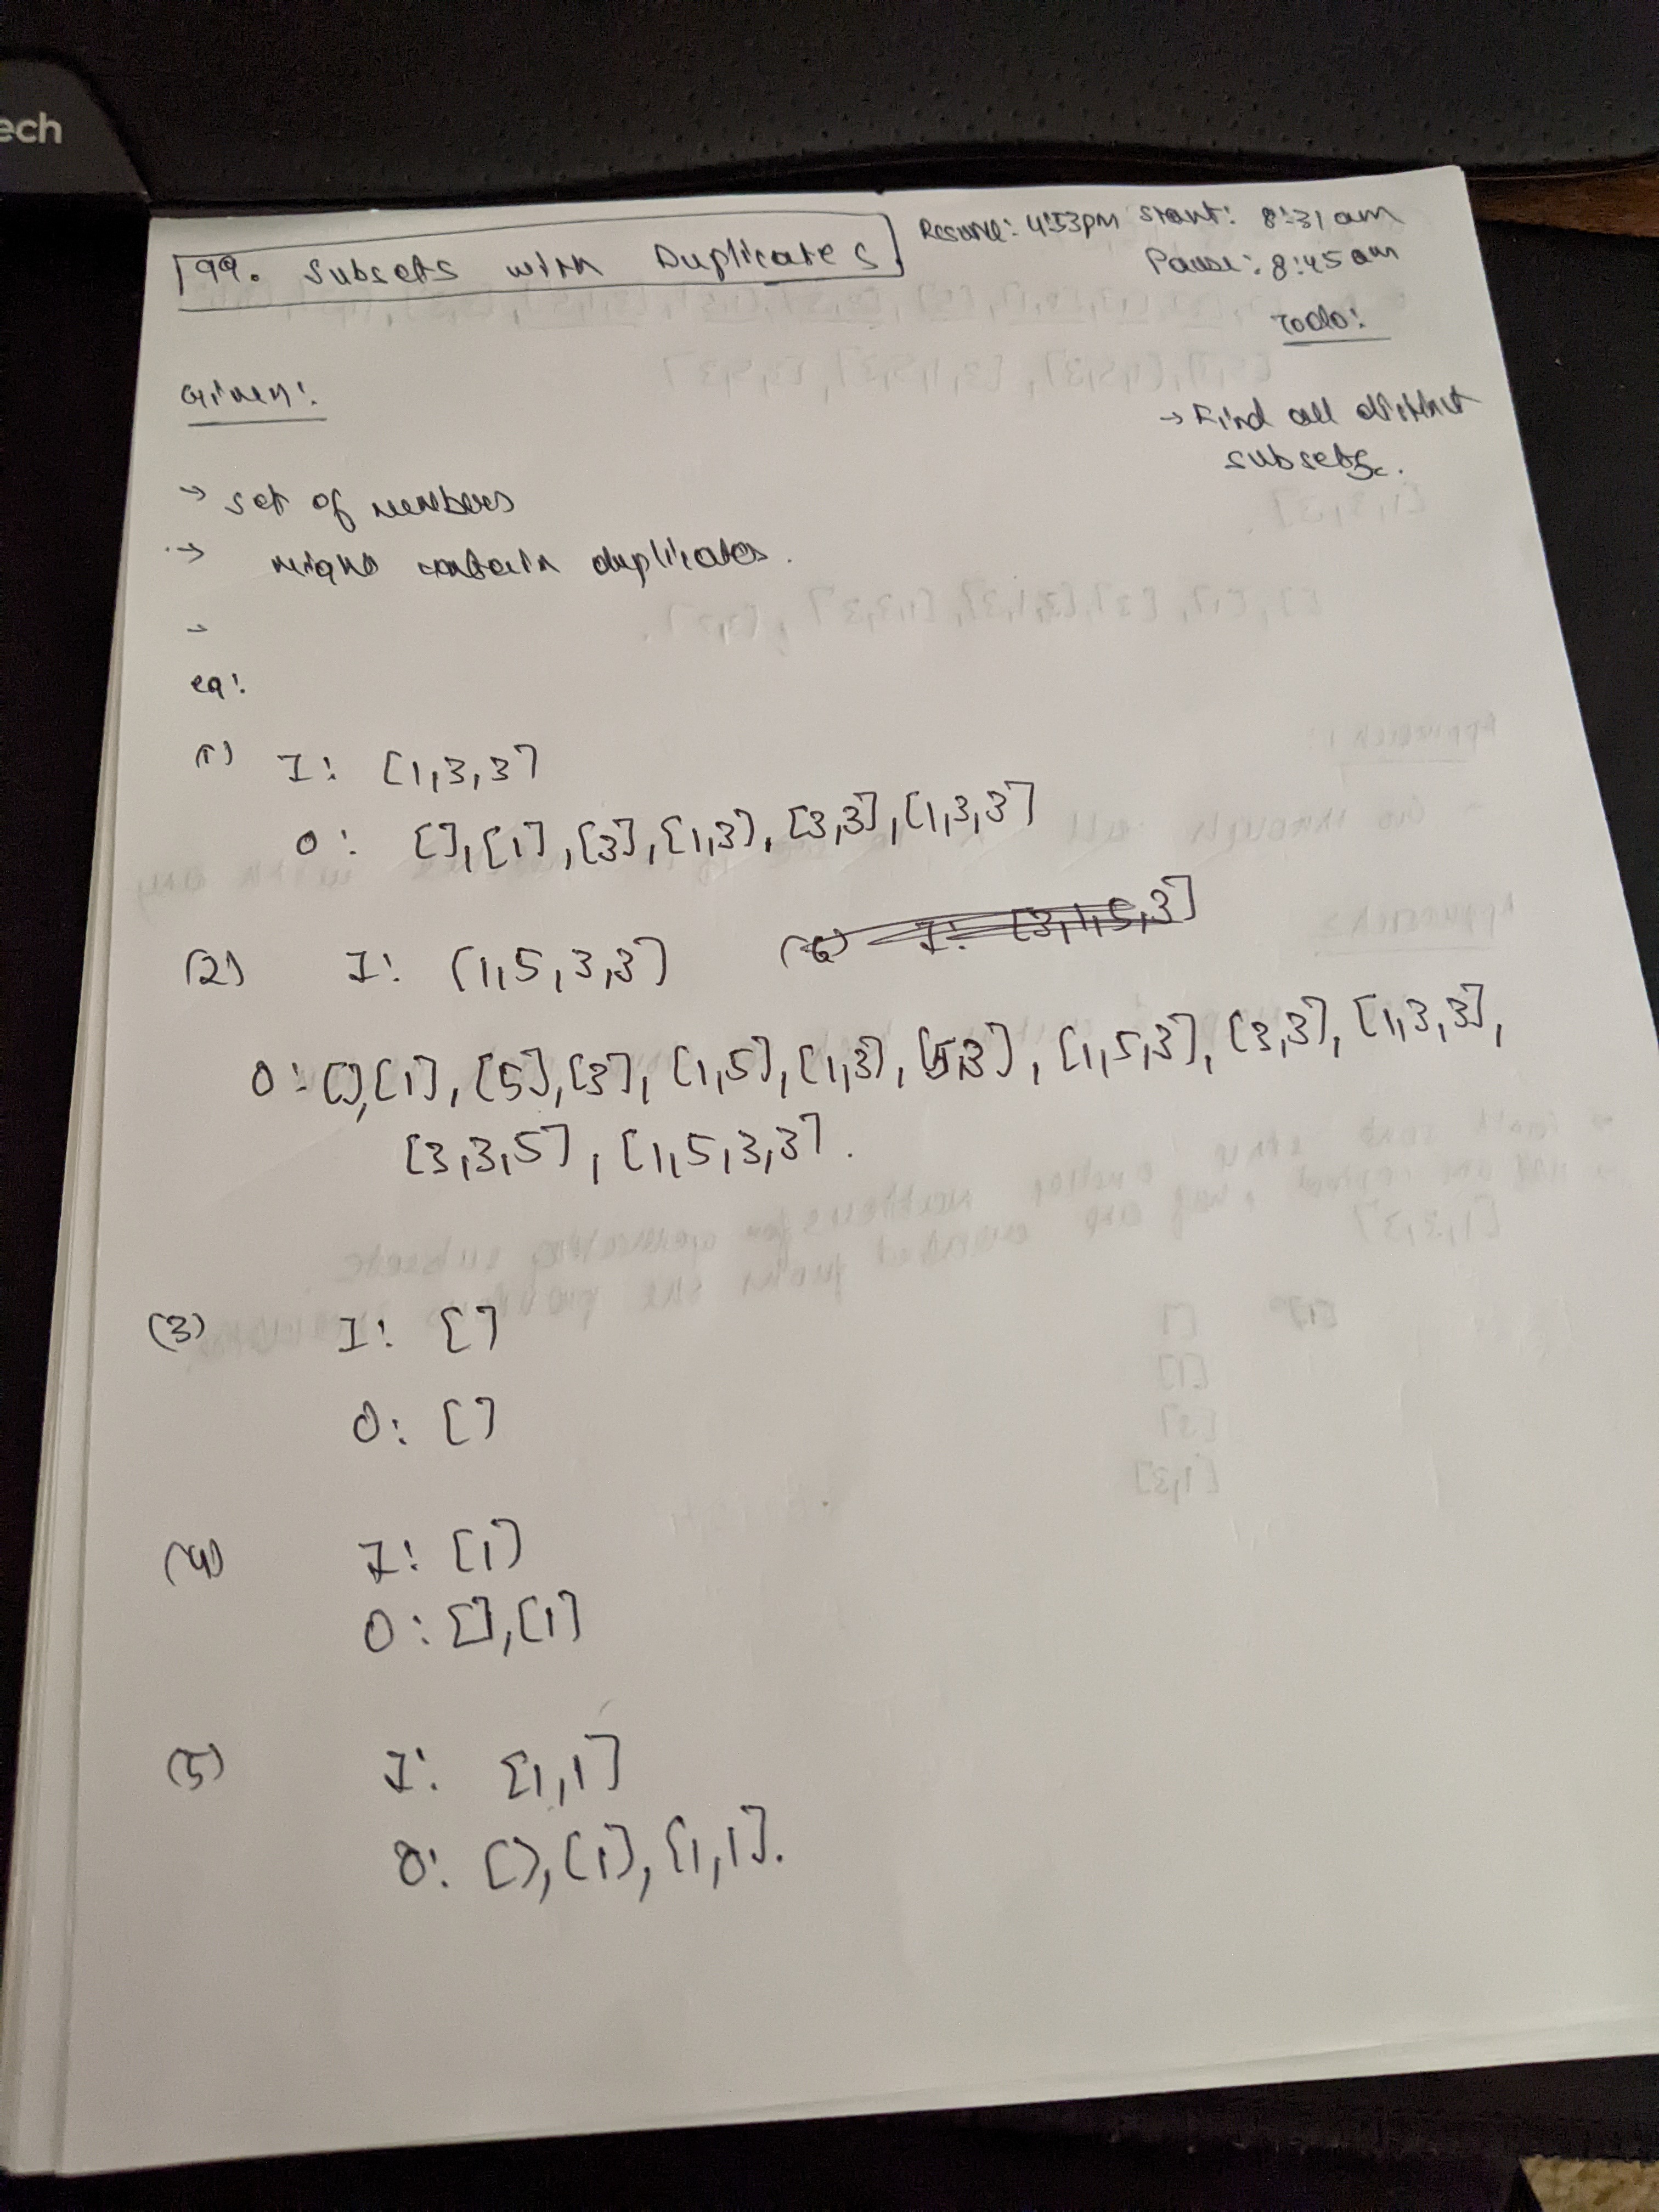 ech
99. Subsets with Duplicates
Resume: 4:53pm Start: 8:31 am
Pause: 8:45 am
Todo:
Given:
→ Find all distinct
subsets.
→ set of numbers
→ might contain duplicates.
→
eg:
(1) I: [1,3,3]
O: [], [1], [3], [1,3], [3,3], [1,3,3]
(2) I: [1,5,3,3] (6) I: [3,1,5,3]
O: [], [1], [5], [3], [1,5], [1,3], [5,3], [1,5,3], [3,3], [1,3,3],
[3,3,5], [1,5,3,3].
(3) I: []
O: []
(4) I: [1]
O: [], [1]
(5) I: [1,1]
O: [], [1], [1,1].